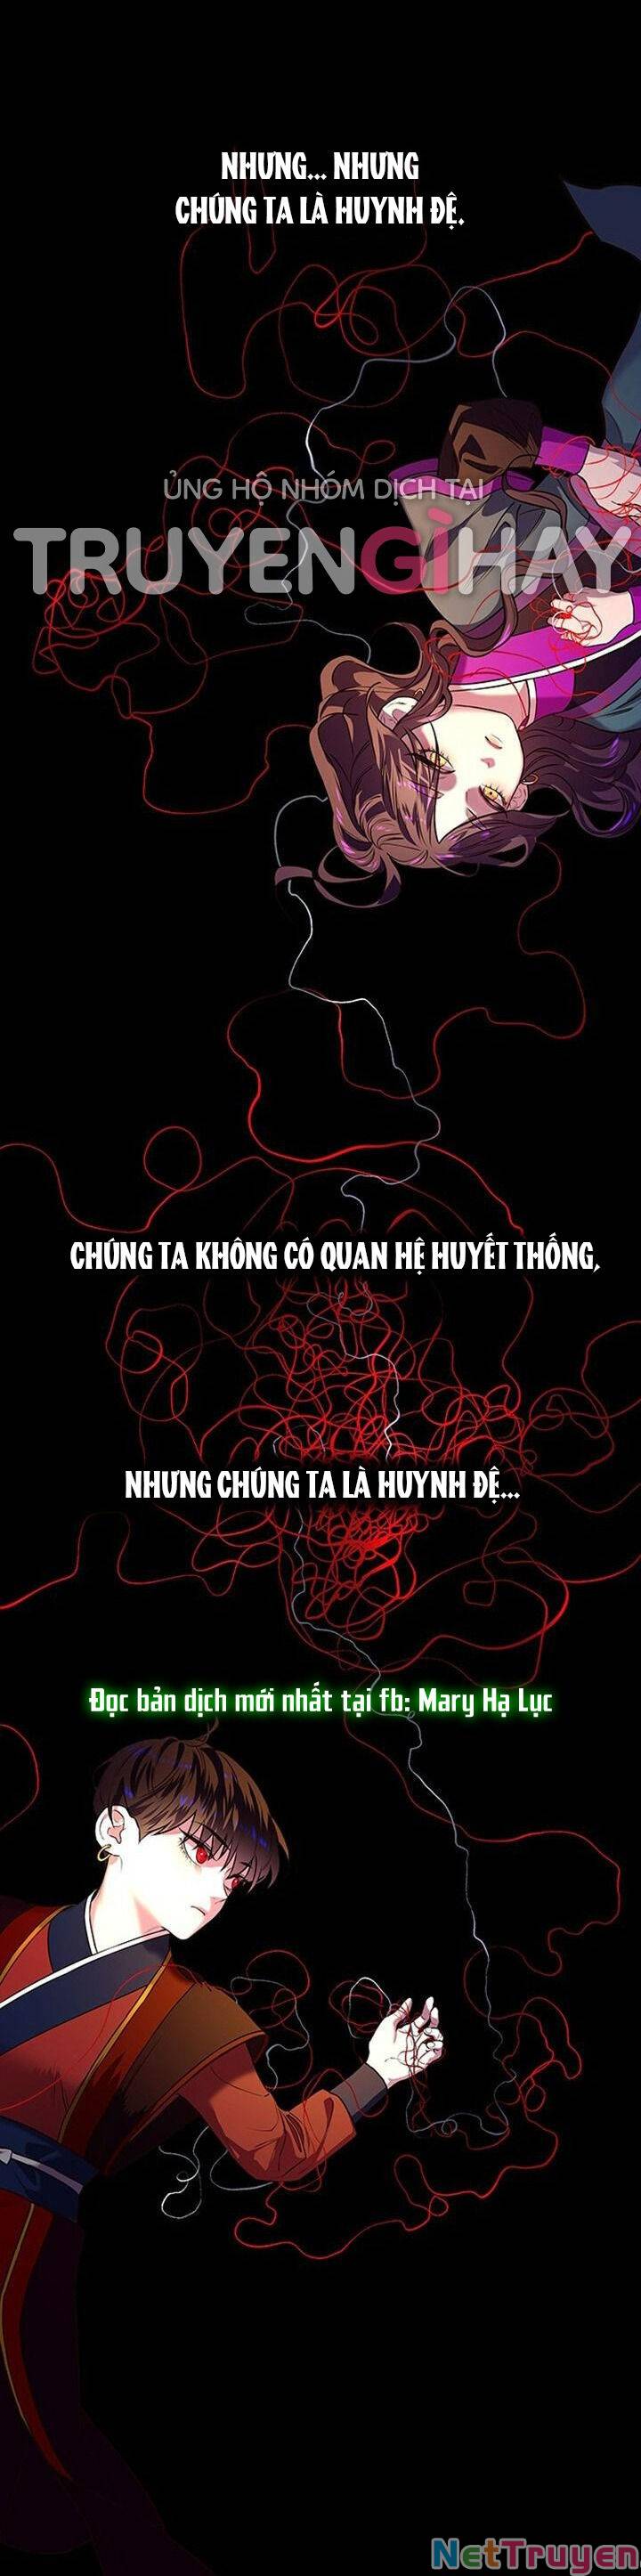 NHƯNG... NHƯNG
CHÚNG TA LÀ HUYNH ĐỆ.
ỦNG HỘ NHÓM DỊCH TẠI
TRUYENGIHAY
CHÚNG TA KHÔNG CÓ QUAN HỆ HUYẾT THỐNG,
NHƯNG CHÚNG TA LÀ HUYNH ĐỆ...
Đọc bản dịch mới nhất tại fb: Mary Hạ Lục
NetTruyen